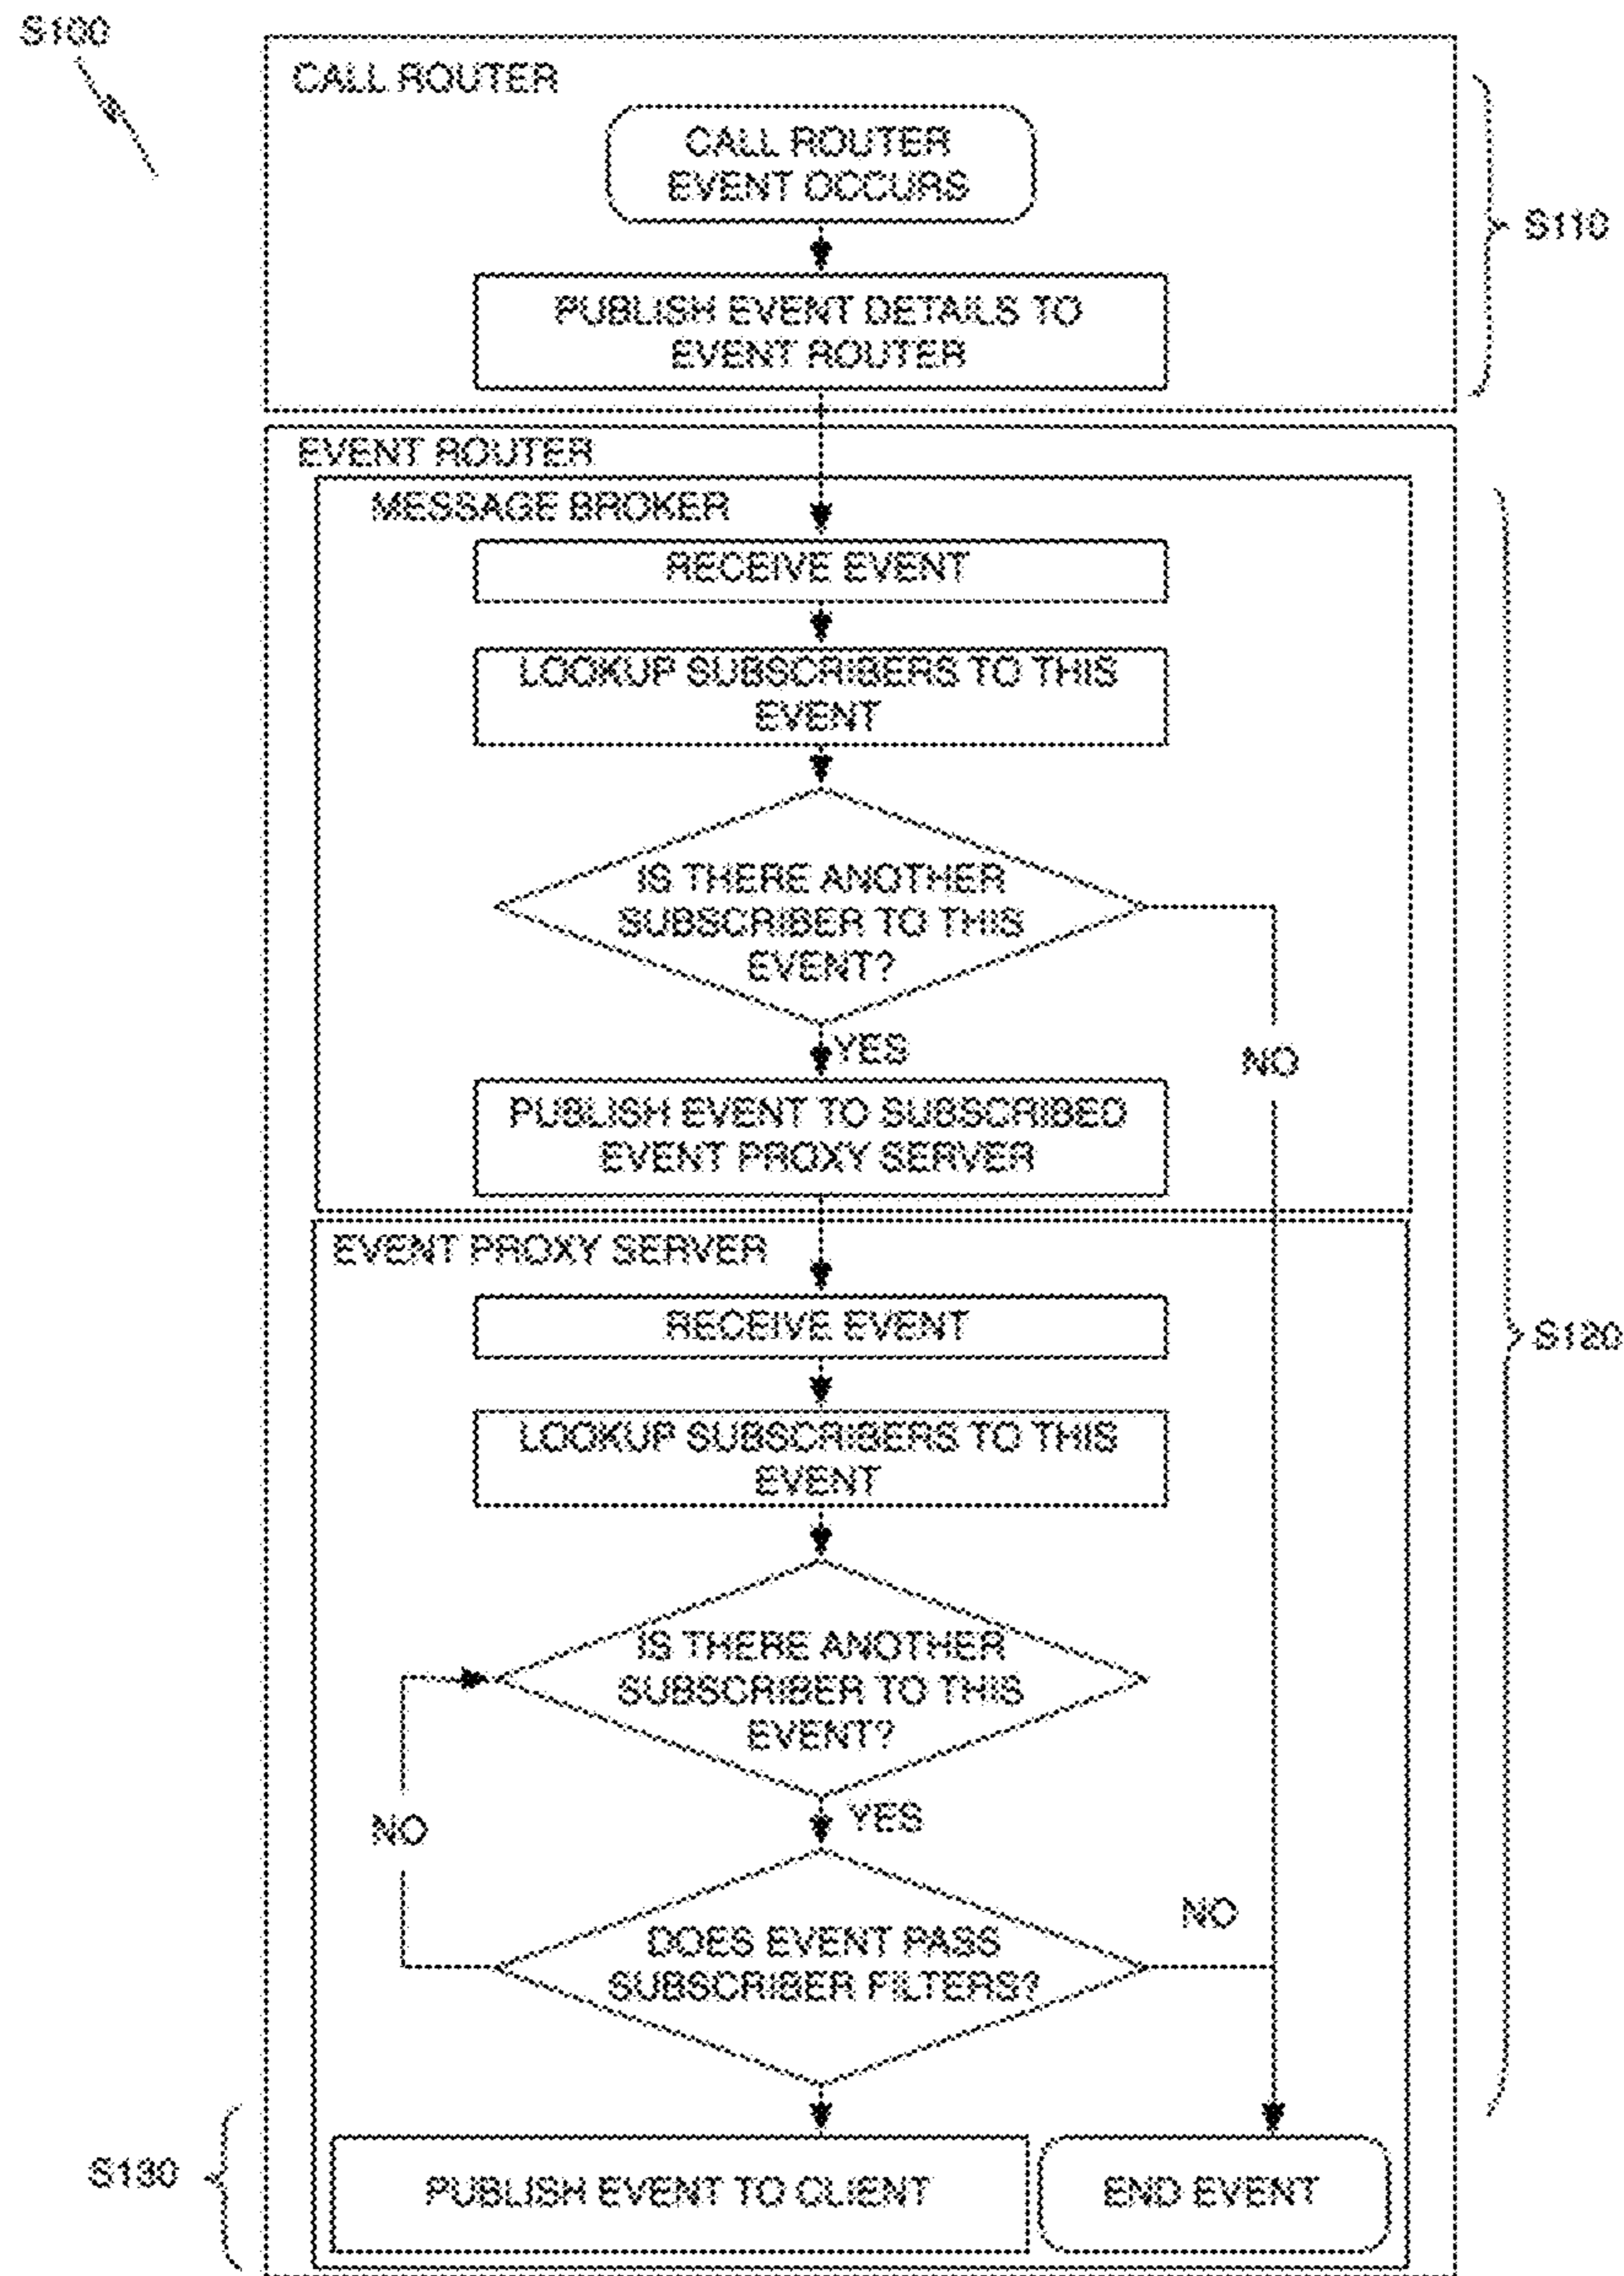 S100
CALL ROUTER
CALL ROUTER
EVENT OCCURS
S110
PUBLISH EVENT DETAILS TO
EVENT ROUTER
EVENT ROUTER
MESSAGE BROKER
RECEIVE EVENT
LOOKUP SUBSCRIBERS TO THIS
EVENT
IS THERE ANOTHER
SUBSCRIBER TO THIS
EVENT?
YES
NO
PUBLISH EVENT TO SUBSCRIBED
EVENT PROXY SERVER
EVENT PROXY SERVER
RECEIVE EVENT
S120
LOOKUP SUBSCRIBERS TO THIS
EVENT
IS THERE ANOTHER
SUBSCRIBER TO THIS
EVENT?
YES
NO
NO
DOES EVENT PASS
SUBSCRIBER FILTERS?
S130
PUBLISH EVENT TO CLIENT
END EVENT